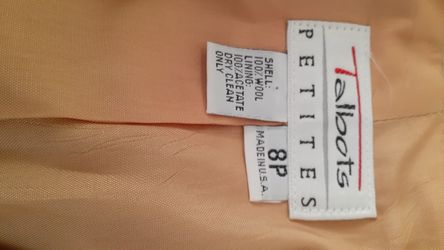 Talbots
PETITES
SHELL:
100%WOOL
LINING:
100%ACETATE
DRY CLEAN
ONLY
8P
MADE IN U.S.A.